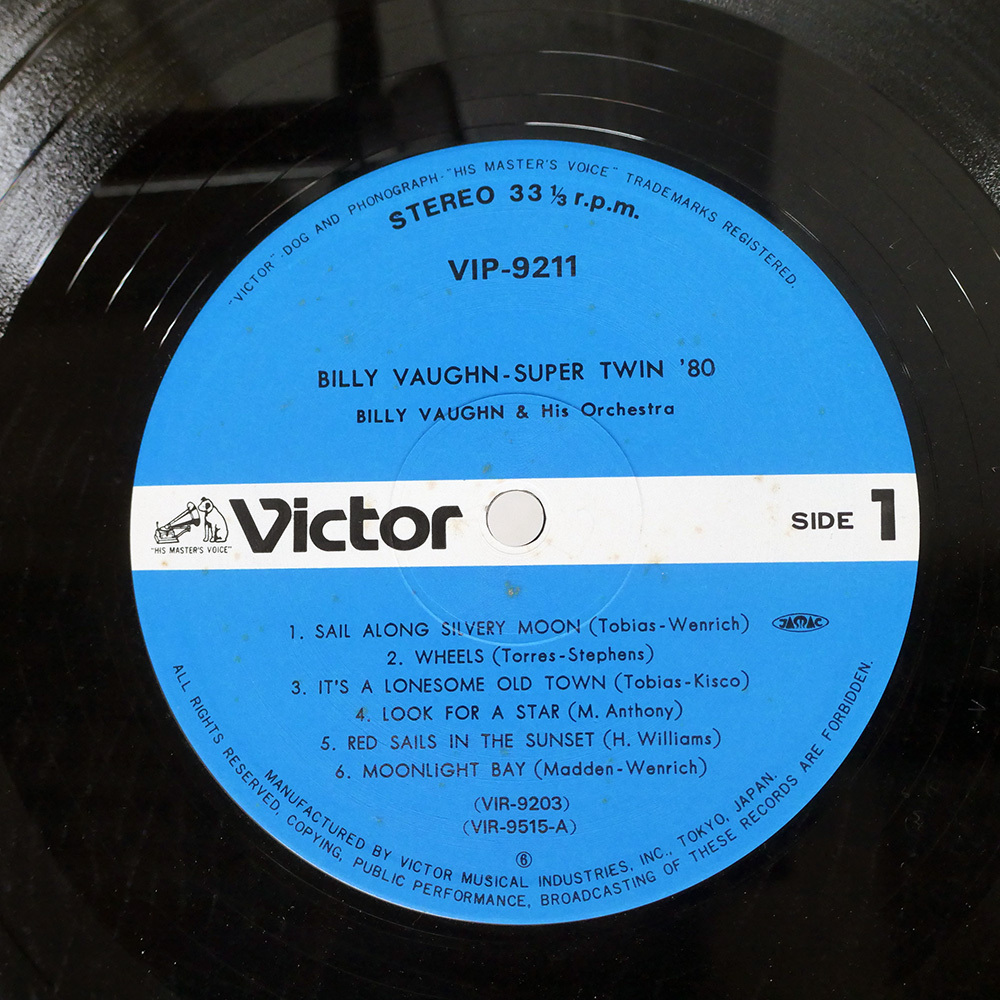 "VICTOR"-DOG AND PHONOGRAPH-"HIS MASTER'S VOICE" TRADEMARKS REGISTERED.
STEREO 33 ⅓ r.p.m.
VIP-9211
BILLY VAUGHN-SUPER TWIN '80
BILLY VAUGHN & His Orchestra
"HIS MASTER'S VOICE"
Victor
SIDE 1
1. SAIL ALONG SILVERY MOON (Tobias-Wenrich) JASRAC
2. WHEELS (Torres-Stephens)
3. IT'S A LONESOME OLD TOWN (Tobias-Kisco)
4. LOOK FOR A STAR (M. Anthony)
5. RED SAILS IN THE SUNSET (H. Williams)
6. MOONLIGHT BAY (Madden-Wenrich)
(VIR-9203)
(VIR-9515-A)
⑥
MANUFACTURED BY VICTOR MUSICAL INDUSTRIES, INC., TOKYO, JAPAN.
ALL RIGHTS RESERVED, COPYING, PUBLIC PERFORMANCE, BROADCASTING OF THESE RECORDS ARE FORBIDDEN.